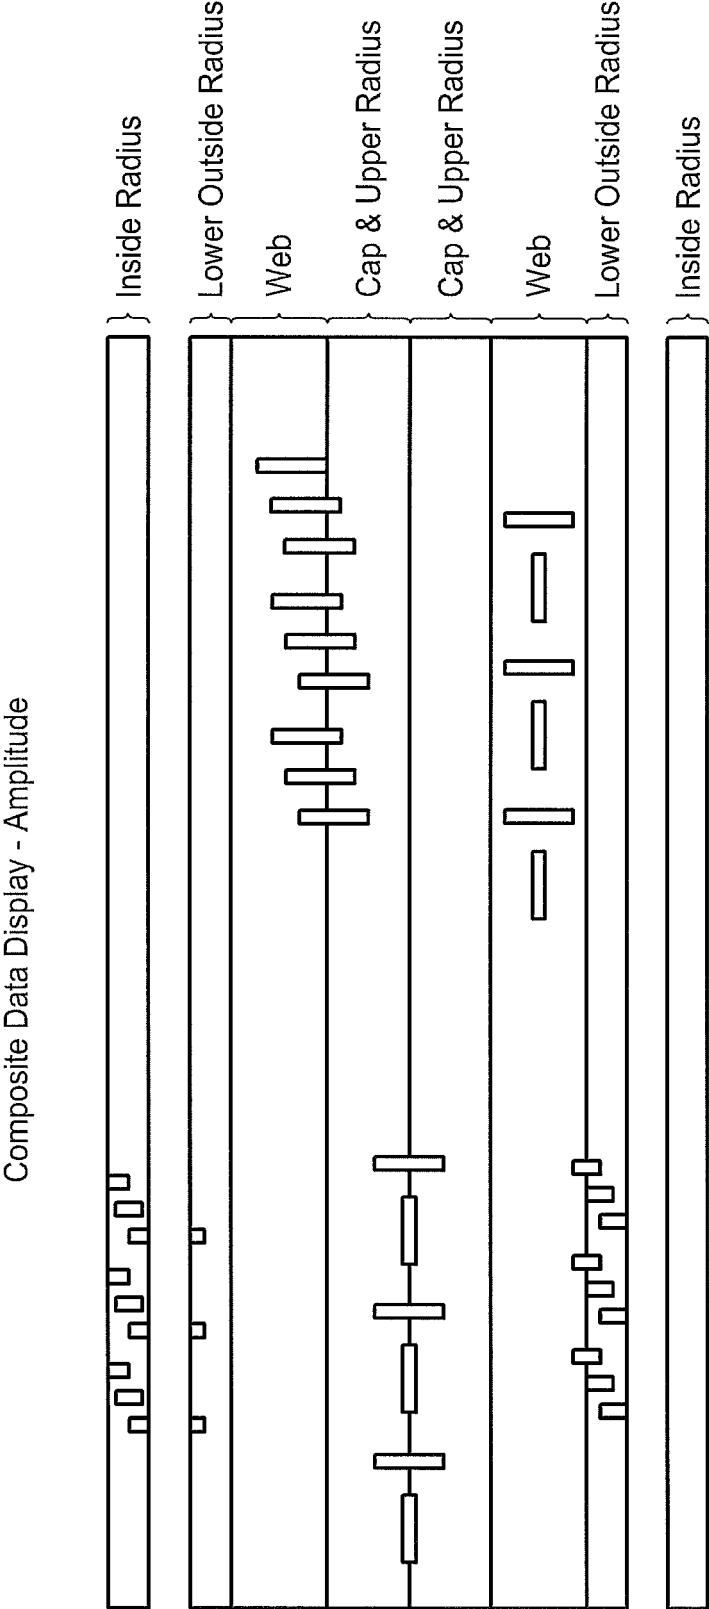 Composite Data Display - Amplitude
Inside Radius
Lower Outside Radius
Web
Cap & Upper Radius
Cap & Upper Radius
Web
Lower Outside Radius
Inside Radius